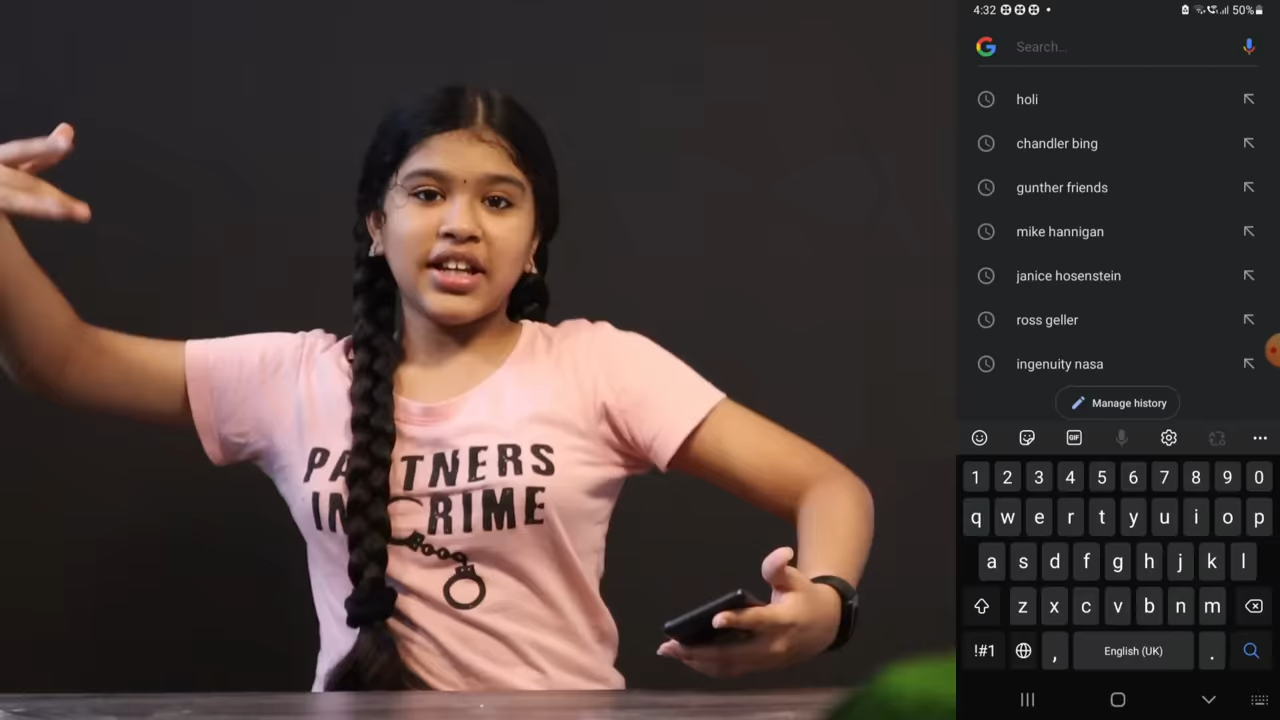 PARTNERS
IN CRIME
4:32
50%
Search...
holi
chandler bing
gunther friends
mike hannigan
janice hosenstein
ross geller
ingenuity nasa
Manage history
GIF
1 2 3 4 5 6 7 8 9 0
q w e r t y u i o p
a s d f g h j k l
z x c v b n m
!#1 , English (UK) .